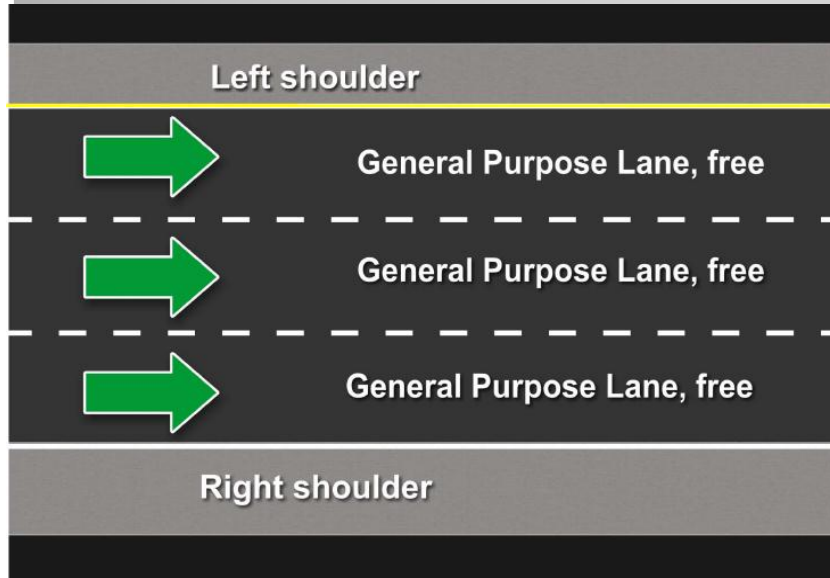 Left shoulder
General Purpose Lane, free
General Purpose Lane, free
General Purpose Lane, free
Right shoulder